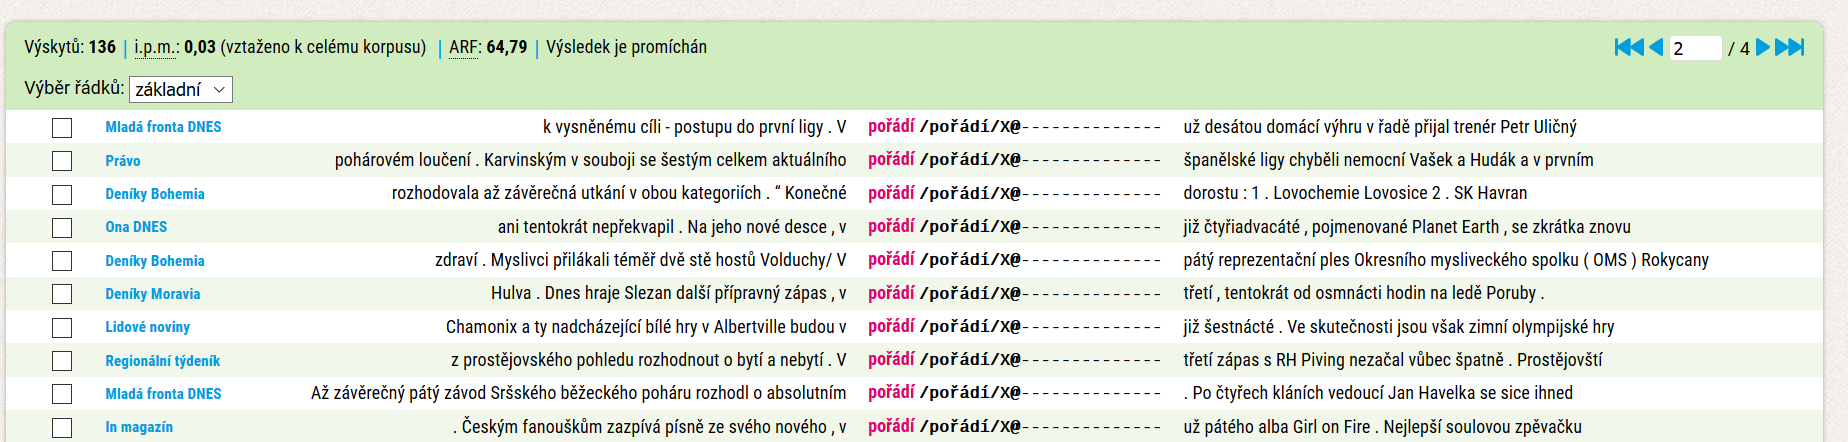 Výskytů: 136 | i.p.m.: 0,03 (vztaženo k celému korpusu) | ARF: 64,79 | Výsledek je promíchán 2 / 4
Výběr řádků: základní
Mladá fronta DNES k vysněnému cíli - postupu do první ligy . V pořádí /pořádí/X@-------------- už desátou domácí výhru v řadě přijal trenér Petr Uličný
Právo pohárovém loučení . Karvinským v souboji se šestým celkem aktuálního pořádí /pořádí/X@-------------- španělské ligy chyběli nemocní Vašek a Hudák a v prvním
Deníky Bohemia rozhodovala až závěrečná utkání v obou kategoriích . “ Konečné pořádí /pořádí/X@-------------- dorostu : 1 . Lovochemie Lovosice 2 . SK Havran
Ona DNES ani tentokrát nepřekvapil . Na jeho nové desce , v pořádí /pořádí/X@-------------- již čtyřiadvacáté , pojmenované Planet Earth , se zkrátka znovu
Deníky Bohemia zdraví . Myslivci přilákali téměř dvě stě hostů Volduchy/ V pořádí /pořádí/X@-------------- pátý reprezentační ples Okresního mysliveckého spolku ( OMS ) Rokycany
Deníky Moravia Hulva . Dnes hraje Slezan další přípravný zápas , v pořádí /pořádí/X@-------------- třetí , tentokrát od osmnácti hodin na ledě Poruby .
Lidové noviny Chamonix a ty nadcházející bílé hry v Albertville budou v pořádí /pořádí/X@-------------- již šestnácté . Ve skutečnosti jsou však zimní olympijské hry
Regionální týdeník z prostějovského pohledu rozhodnout o bytí a nebytí . V pořádí /pořádí/X@-------------- třetí zápas s RH Piving nezačal vůbec špatně . Prostějovští
Mladá fronta DNES Až závěrečný pátý závod Sršského běžeckého poháru rozhodl o absolutním pořádí /pořádí/X@-------------- . Po čtyřech kláních vedoucí Jan Havelka se sice ihned
In magazín . Českým fanouškům zazpívá písně ze svého nového , v pořádí /pořádí/X@-------------- už pátého alba Girl on Fire . Nejlepší soulovou zpěvačku